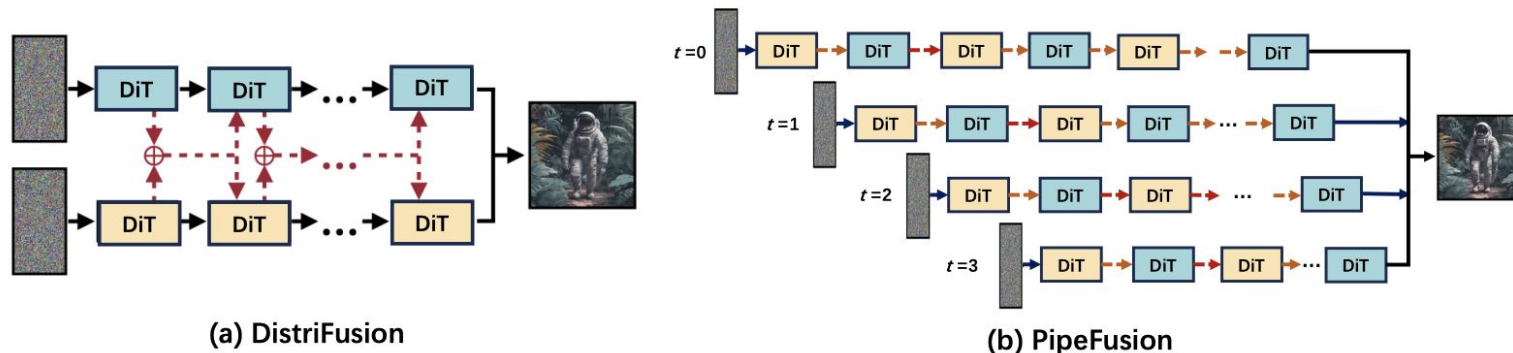 DiT DiT ... DiT
DiT DiT ... DiT
...
(a) DistriFusion
t=0 DiT DiT DiT DiT DiT ... DiT
t=1 DiT DiT DiT DiT ... DiT
t=2 DiT DiT DiT ... DiT
t=3 DiT DiT DiT ... DiT
(b) PipeFusion